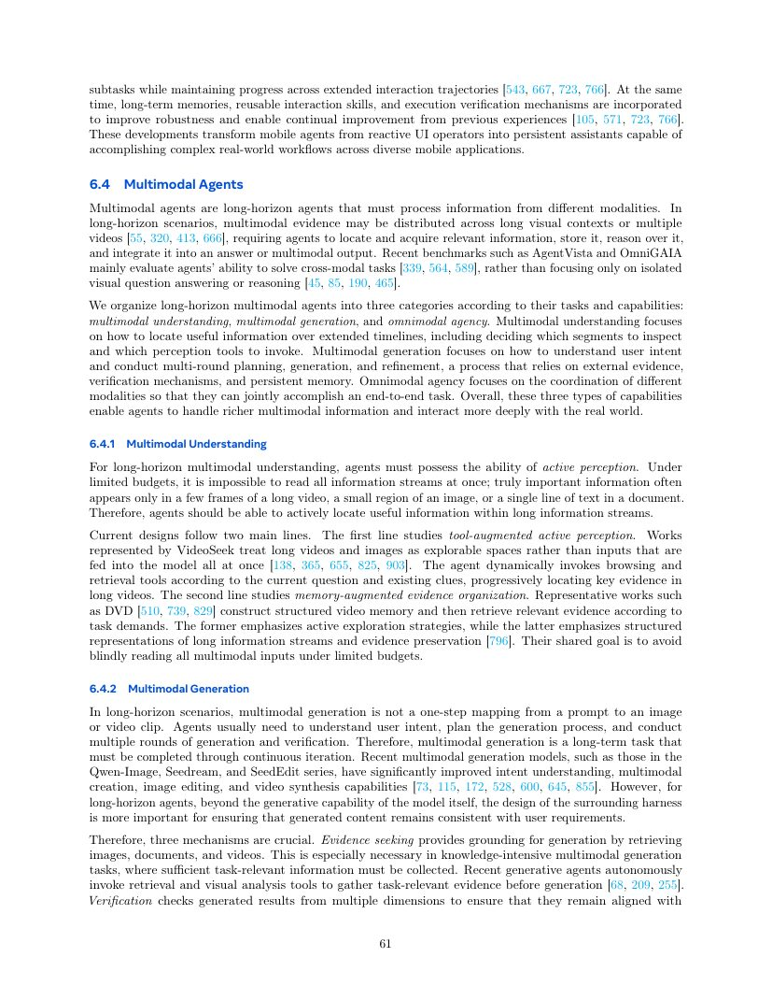 subtasks while maintaining progress across extended interaction trajectories [543, 667, 723, 766]. At the same
time, long-term memories, reusable interaction skills, and execution verification mechanisms are incorporated
to improve robustness and enable continual improvement from previous experiences [105, 571, 723, 766].
These developments transform mobile agents from reactive UI operators into persistent assistants capable of
accomplishing complex real-world workflows across diverse mobile applications.
6.4 Multimodal Agents
Multimodal agents are long-horizon agents that must process information from different modalities. In
long-horizon scenarios, multimodal evidence may be distributed across long visual contexts or multiple
videos [55, 320, 413, 666], requiring agents to locate and acquire relevant information, store it, reason over it,
and integrate it into an answer or multimodal output. Recent benchmarks such as AgentVista and OmniGAIA
mainly evaluate agents' ability to solve cross-modal tasks [339, 564, 589], rather than focusing only on isolated
visual question answering or reasoning [45, 85, 190, 465].
We organize long-horizon multimodal agents into three categories according to their tasks and capabilities:
multimodal understanding, multimodal generation, and omnimodal agency. Multimodal understanding focuses
on how to locate useful information over extended timelines, including deciding which segments to inspect
and which perception tools to invoke. Multimodal generation focuses on how to understand user intent
and conduct multi-round planning, generation, and refinement, a process that relies on external evidence,
verification mechanisms, and persistent memory. Omnimodal agency focuses on the coordination of different
modalities so that they can jointly accomplish an end-to-end task. Overall, these three types of capabilities
enable agents to handle richer multimodal information and interact more deeply with the real world.
6.4.1 Multimodal Understanding
For long-horizon multimodal understanding, agents must possess the ability of active perception. Under
limited budgets, it is impossible to read all information streams at once; truly important information often
appears only in a few frames of a long video, a small region of an image, or a single line of text in a document.
Therefore, agents should be able to actively locate useful information within long information streams.
Current designs follow two main lines. The first line studies tool-augmented active perception. Works
represented by VideoSeek treat long videos and images as explorable spaces rather than inputs that are
fed into the model all at once [138, 365, 655, 825, 903]. The agent dynamically invokes browsing and
retrieval tools according to the current question and existing clues, progressively locating key evidence in
long videos. The second line studies memory-augmented evidence organization. Representative works such
as DVD [510, 739, 829] construct structured video memory and then retrieve relevant evidence according to
task demands. The former emphasizes active exploration strategies, while the latter emphasizes structured
representations of long information streams and evidence preservation [796]. Their shared goal is to avoid
blindly reading all multimodal inputs under limited budgets.
6.4.2 Multimodal Generation
In long-horizon scenarios, multimodal generation is not a one-step mapping from a prompt to an image
or video clip. Agents usually need to understand user intent, plan the generation process, and conduct
multiple rounds of generation and verification. Therefore, multimodal generation is a long-term task that
must be completed through continuous iteration. Recent multimodal generation models, such as those in the
Qwen-Image, Seedream, and SeedEdit series, have significantly improved intent understanding, multimodal
creation, image editing, and video synthesis capabilities [73, 115, 172, 528, 600, 645, 855]. However, for
long-horizon agents, beyond the generative capability of the model itself, the design of the surrounding harness
is more important for ensuring that generated content remains consistent with user requirements.
Therefore, three mechanisms are crucial. Evidence seeking provides grounding for generation by retrieving
images, documents, and videos. This is especially necessary in knowledge-intensive multimodal generation
tasks, where sufficient task-relevant information must be collected. Recent generative agents autonomously
invoke retrieval and visual analysis tools to gather task-relevant evidence before generation [68, 209, 255].
Verification checks generated results from multiple dimensions to ensure that they remain aligned with
61